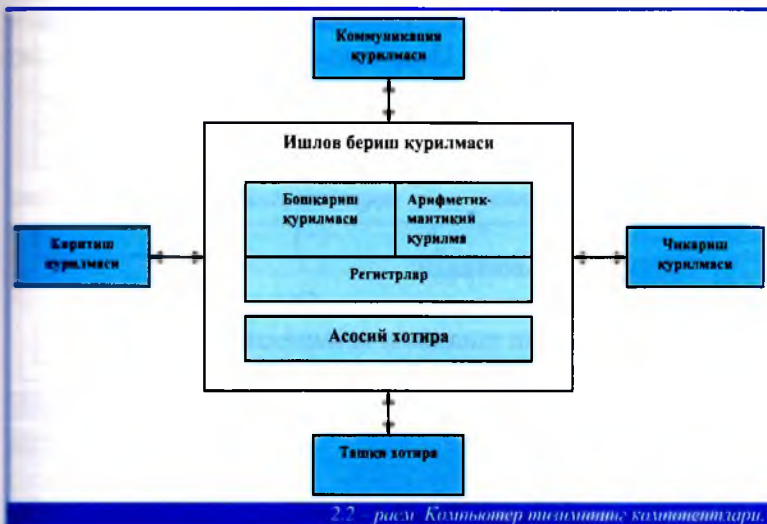 Коммуникация
қурилмаси
Ишлов бериш қурилмаси
Бошқариш
қурилмаси
Арифметик-
мантиқий
қурилма
Регистрлар
Киритиш
қурилмаси
Чиқариш
қурилмаси
Асосий хотира
Ташқи хотира
2.2 – расм. Компьютер тизимининг компонентлари.